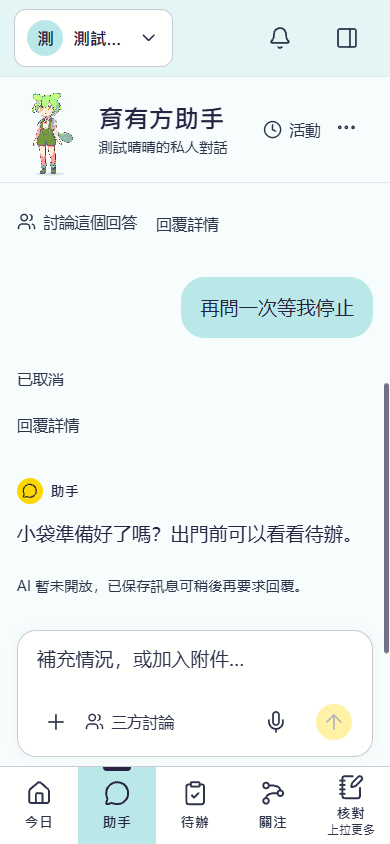 測 測試...
育有方助手
測試晴晴的私人對話
活動
討論這個回答 回覆詳情
再問一次等我停止
已取消
回覆詳情
助手
小袋準備好了嗎？出門前可以看看待辦。
AI 暫未開放，已保存訊息可稍後再要求回覆。
補充情況，或加入附件...
三方討論
今日 助手 待辦 關注 核對
上拉更多